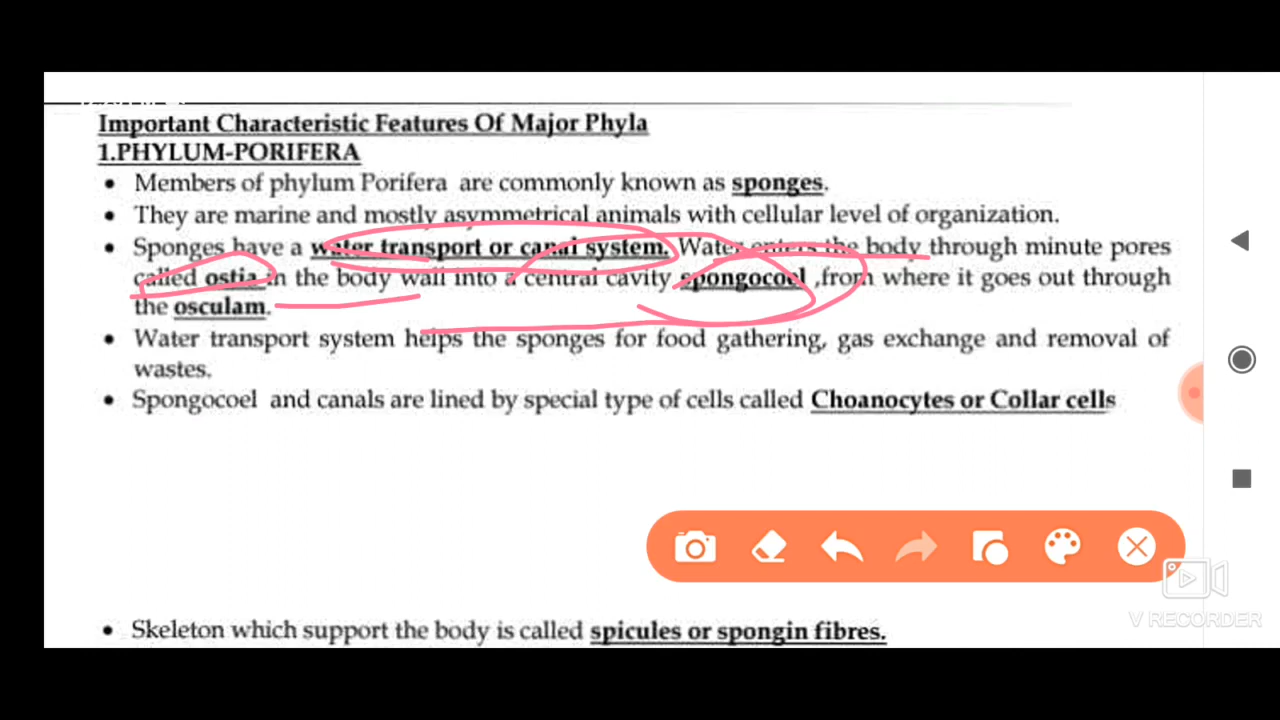 Important Characteristic Features Of Major Phyla
1.PHYLUM-PORIFERA
• Members of phylum Porifera are commonly known as sponges.
• They are marine and mostly asymmetrical animals with cellular level of organization.
• Sponges have a water transport or canal system. Water enters the body through minute pores
called ostia in the body wall into a central cavity spongocoel ,from where it goes out through
the osculam.
• Water transport system helps the sponges for food gathering, gas exchange and removal of
wastes.
• Spongocoel and canals are lined by special type of cells called Choanocytes or Collar cells
• Skeleton which support the body is called spicules or spongin fibres.
V RECORDER